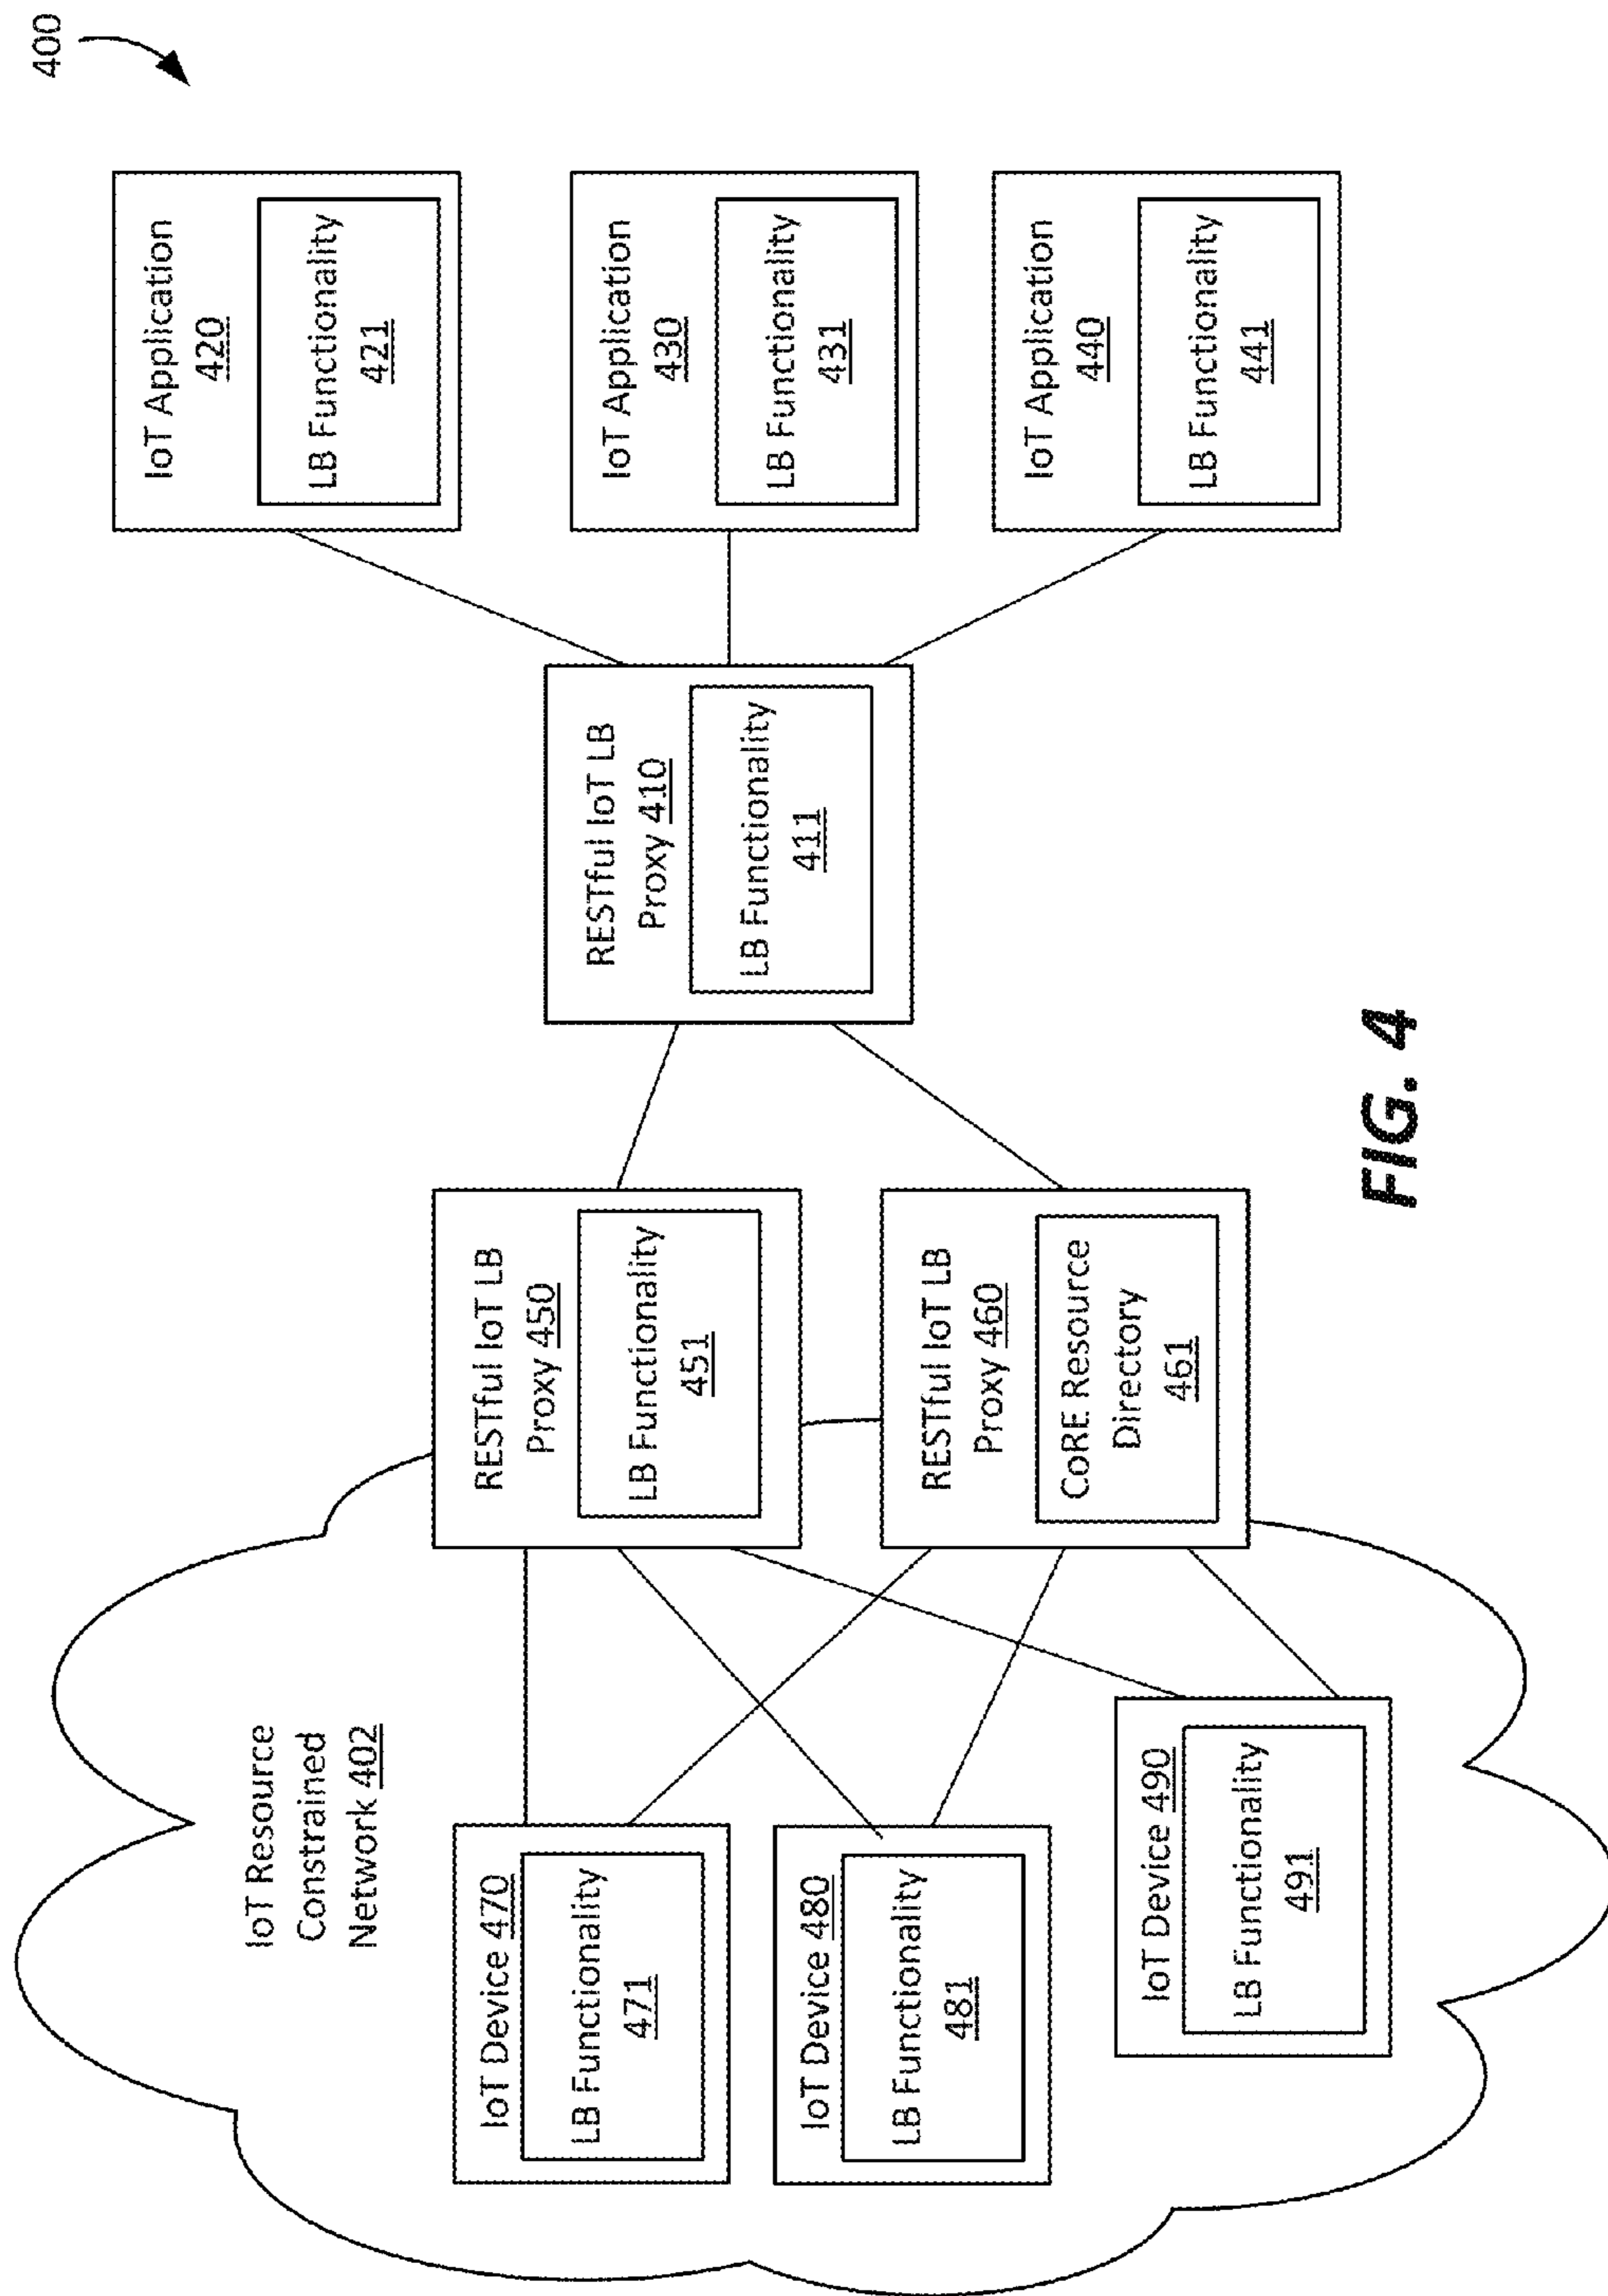 400
IoT Resource
Constrained
Network 402
IoT Device 470
LB Functionality
471
IoT Device 480
LB Functionality
481
IoT Device 490
LB Functionality
491
RESTful IoT LB
Proxy 450
LB Functionality
451
RESTful IoT LB
Proxy 460
CoRE Resource
Directory
461
RESTful IoT LB
Proxy 410
LB Functionality
411
IoT Application
420
LB Functionality
421
IoT Application
430
LB Functionality
431
IoT Application
440
LB Functionality
441
FIG. 4